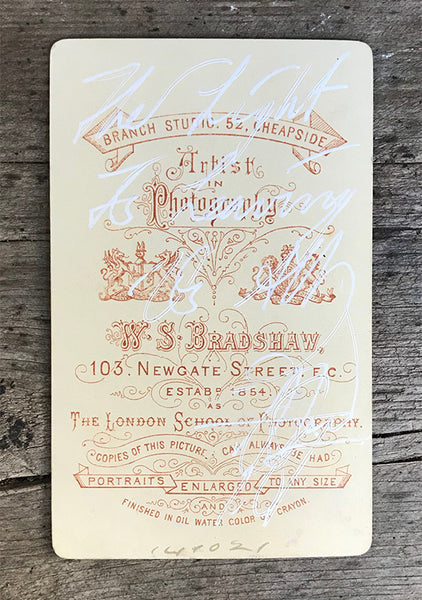 The Light
BRANCH STUDIO. 52, CHEAPSIDE
Artist
IN
Photography
W. S. BRADSHAW,
103, NEWGATE STREET, E.C.
ESTABD 1854.
AS
THE LONDON SCHOOL OF PHOTOGRAPHY.
COPIES OF THIS PICTURE CAN ALWAYS BE HAD
PORTRAITS ENLARGED TO ANY SIZE
AND
FINISHED IN OIL WATER COLOR OR CRAYON.